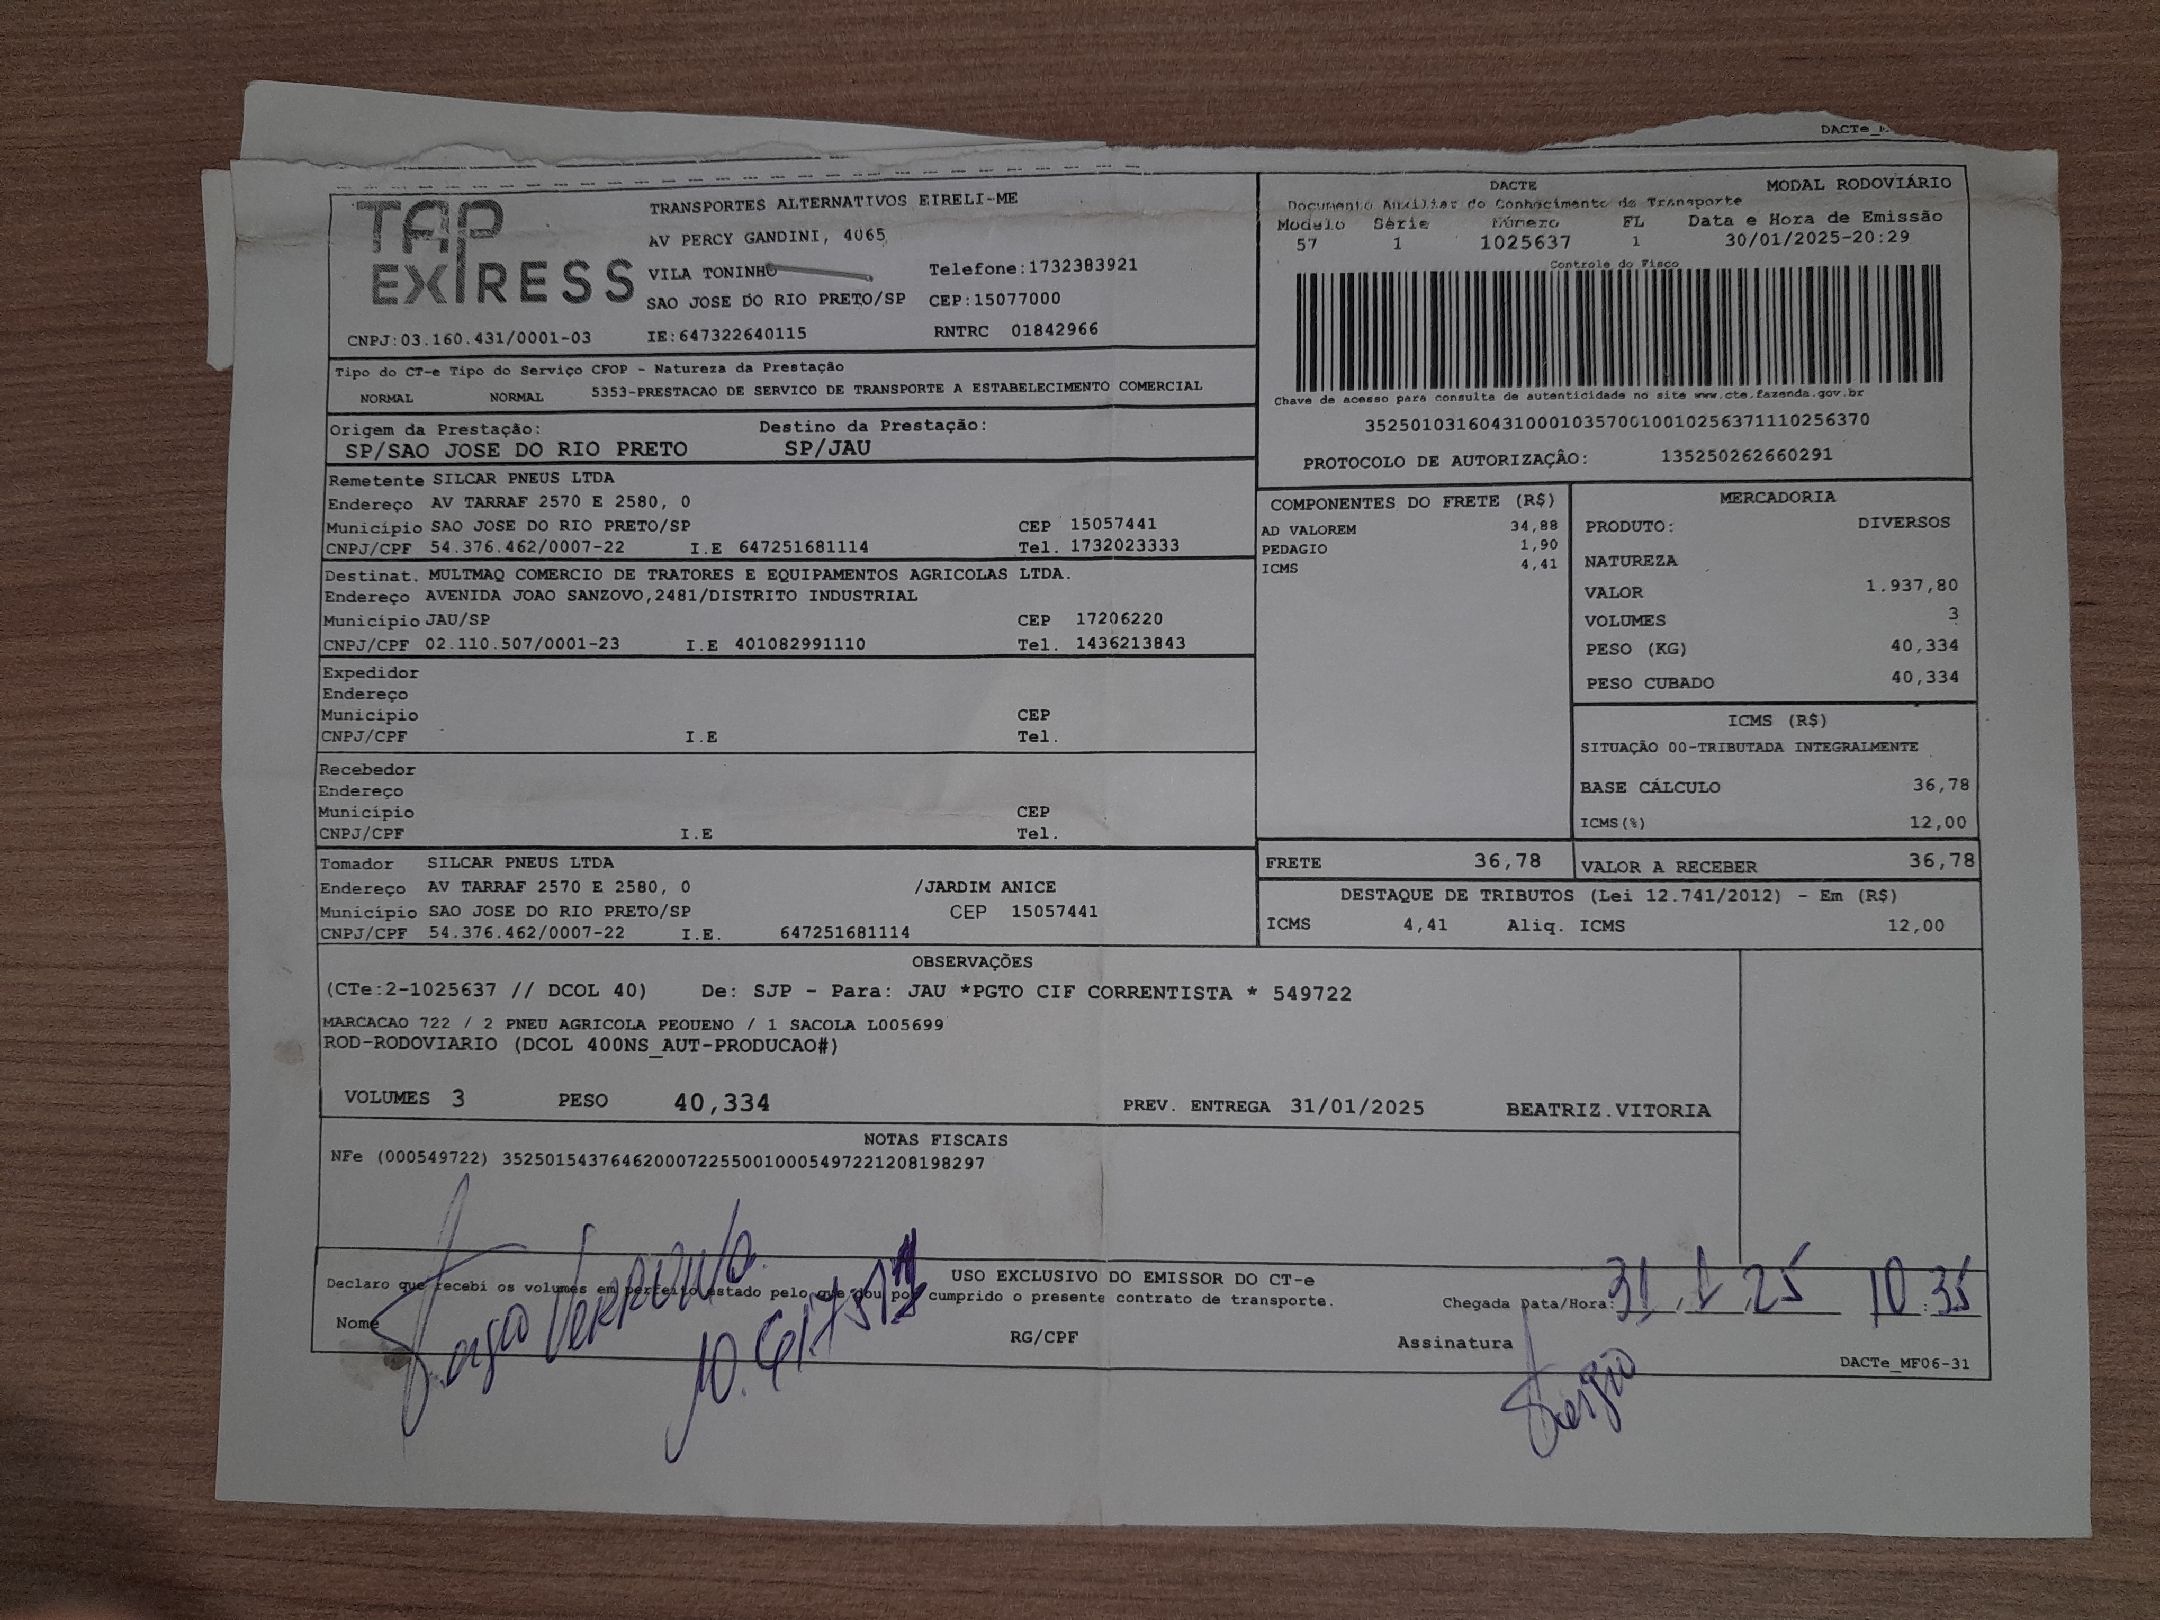 DACTe_M
TAP EXPRESS
TRANSPORTES ALTERNATIVOS EIRELI-ME
AV PERCY GANDINI, 4065
VILA TONINHO Telefone:1732383921
SAO JOSE DO RIO PRETO/SP CEP:15077000
CNPJ:03.160.431/0001-03 IE:647322640115 RNTRC 01842966
DACTE MODAL RODOVIÁRIO
Documento Auxiliar do Conhecimento de Transporte
Modelo Série Número FL Data e Hora de Emissão
57 1 1025637 1 30/01/2025-20:29
Controle do Fisco
Chave de acesso para consulta de autenticidade no site www.cte.fazenda.gov.br
35250103160431000103570010010256371110256370
PROTOCOLO DE AUTORIZAÇÂO: 135250262660291
Tipo do CT-e Tipo do Serviço CFOP - Natureza da Prestação
NORMAL NORMAL 5353-PRESTACAO DE SERVICO DE TRANSPORTE A ESTABELECIMENTO COMERCIAL
Origem da Prestação: Destino da Prestação:
SP/SAO JOSE DO RIO PRETO SP/JAU
Remetente SILCAR PNEUS LTDA
Endereço AV TARRAF 2570 E 2580, 0
Município SAO JOSE DO RIO PRETO/SP CEP 15057441
CNPJ/CPF 54.376.462/0007-22 I.E 647251681114 Tel. 1732023333
Destinat. MULTMAQ COMERCIO DE TRATORES E EQUIPAMENTOS AGRICOLAS LTDA.
Endereço AVENIDA JOAO SANZOVO,2481/DISTRITO INDUSTRIAL
Município JAU/SP CEP 17206220
CNPJ/CPF 02.110.507/0001-23 I.E 401082991110 Tel. 1436213843
Expedidor
Endereço
Município CEP
CNPJ/CPF I.E Tel.
Recebedor
Endereço
Município CEP
CNPJ/CPF I.E Tel.
Tomador SILCAR PNEUS LTDA
Endereço AV TARRAF 2570 E 2580, 0 /JARDIM ANICE
Município SAO JOSE DO RIO PRETO/SP CEP 15057441
CNPJ/CPF 54.376.462/0007-22 I.E. 647251681114
COMPONENTES DO FRETE (R$)
AD VALOREM 34,88
PEDAGIO 1,90
ICMS 4,41
MERCADORIA
PRODUTO: DIVERSOS
NATUREZA
VALOR 1.937,80
VOLUMES 3
PESO (KG) 40,334
PESO CUBADO 40,334
ICMS (R$)
SITUAÇÃO 00-TRIBUTADA INTEGRALMENTE
BASE CÁLCULO 36,78
ICMS(%) 12,00
FRETE 36,78 VALOR A RECEBER 36,78
DESTAQUE DE TRIBUTOS (Lei 12.741/2012) - Em (R$)
ICMS 4,41 Aliq. ICMS 12,00
OBSERVAÇÕES
(CTe:2-1025637 // DCOL 40) De: SJP - Para: JAU *PGTO CIF CORRENTISTA * 549722
MARCACAO 722 / 2 PNEU AGRICOLA PEQUENO / 1 SACOLA L005699
ROD-RODOVIARIO (DCOL 400NS_AUT-PRODUCAO#)
VOLUMES 3 PESO 40,334 PREV. ENTREGA 31/01/2025 BEATRIZ.VITORIA
NOTAS FISCAIS
NFe (000549722) 35250154376462000722550010005497221208198297
USO EXCLUSIVO DO EMISSOR DO CT-e
Declaro que recebi os volumes em perfeito estado pelo que dou por cumprido o presente contrato de transporte.
Chegada Data/Hora: 31 1 25 10:35
Nome RG/CPF Assinatura Sergio
DACTe_MF06-31